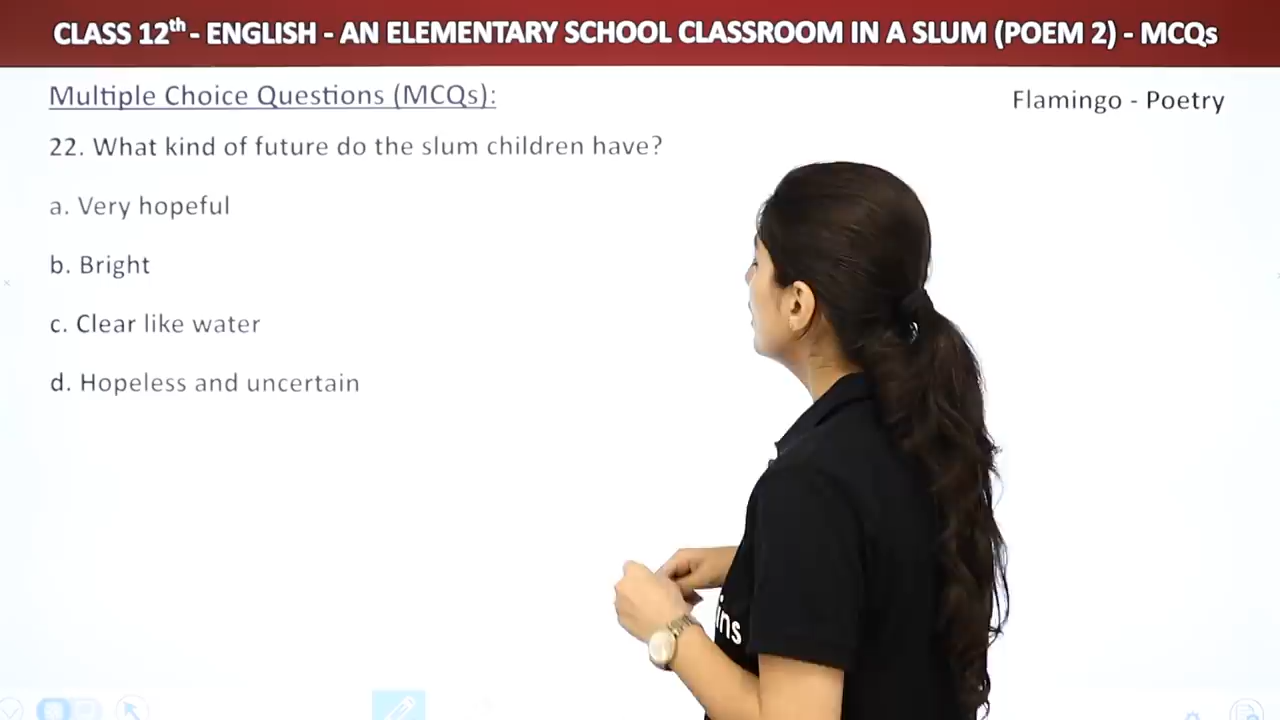 CLASS 12th - ENGLISH - AN ELEMENTARY SCHOOL CLASSROOM IN A SLUM (POEM 2) - MCQs
Multiple Choice Questions (MCQs):
Flamingo - Poetry
22. What kind of future do the slum children have?
a. Very hopeful
b. Bright
c. Clear like water
d. Hopeless and uncertain
ins